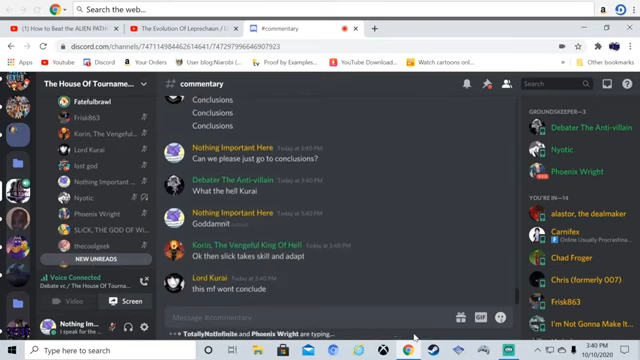 Search the web...
(1) How to Beat the ALIEN PATH
The Evolution Of Leprechaun / L
#commentary
discord.com/channels/747114984462614641/747297996646907923
Discord
Your Orders
User blog:Narobi
Proof by Examples...
YouTube Downloa...
Watch cartoons onl...
Other bookmarks
The House Of Tourname...
# commentary
Search
Fatefulbrawl
Frisk863
Korin, The Vengeful...
Lord Kurai
lost god
Nothing Important...
Nyotic
Phoenix Wright
SLICK, THE GOD OF W
thecoolgeek
NEW UNREADS
Voice Connected
Commentary vc / The House Of Tourna...
Video
Screen
Nothing Im...
I speak for the...
Conclusions
Conclusions
Conclusions
Nothing Important Here Today at 3:40 PM
Can we please just go to conclusions?
Debater The Anti-villain Today at 3:40 PM
What the hell Kurai
Nothing Important Here Today at 3:40 PM
Goddamnit
Korin, The Vengeful King Of Hell Today at 3:40 PM
Ok then slick takes skill and adapt
Lord Kurai Today at 3:40 PM
this mf wont conclude
Message #commentary
GIF
TotallyNotInfinite and Phoenix Wright are typing...
GROUNDSKEEPER—3
Debater The Anti-villain
Nyotic
Phoenix Wright
YOU'RE IN—14
alastor, the dealmaker
Carnifex
Online Usually Procrastina...
Chad Froger
Chris (formerly 007)
Frisk863
I'm Not Gonna Make It
Type here to search
3:40 PM
10/10/2020